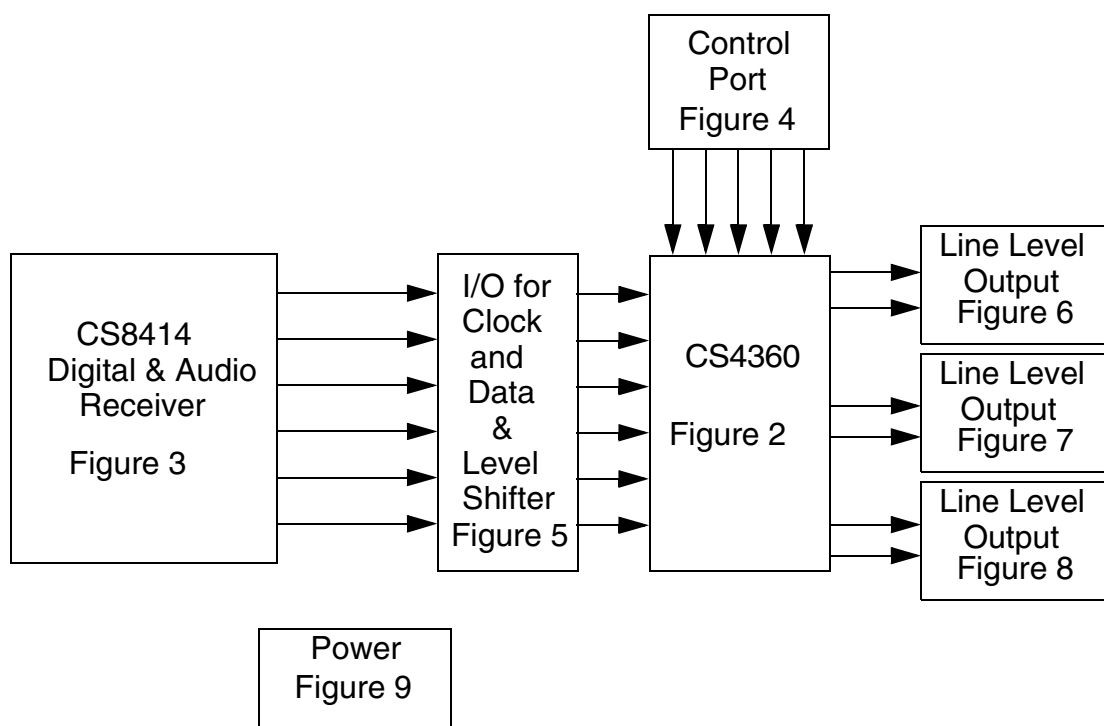 Control
Port
Figure 4
CS8414
Digital & Audio
Receiver
Figure 3
I/O for
Clock
and
Data
&
Level
Shifter
Figure 5
CS4360
Figure 2
Line Level
Output
Figure 6
Line Level
Output
Figure 7
Line Level
Output
Figure 8
Power
Figure 9